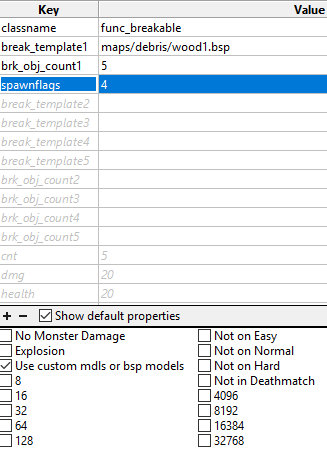 Key Value
classname func_breakable
break_template1 maps/debris/wood1.bsp
brk_obj_count1 5
spawnflags 4
break_template2
break_template3
break_template4
break_template5
brk_obj_count2
brk_obj_count3
brk_obj_count4
brk_obj_count5
cnt 5
dmg 20
health 20
+ − Show default properties
No Monster Damage Not on Easy
Explosion Not on Normal
Use custom mdls or bsp models Not on Hard
8 Not in Deathmatch
16 4096
32 8192
64 16384
128 32768